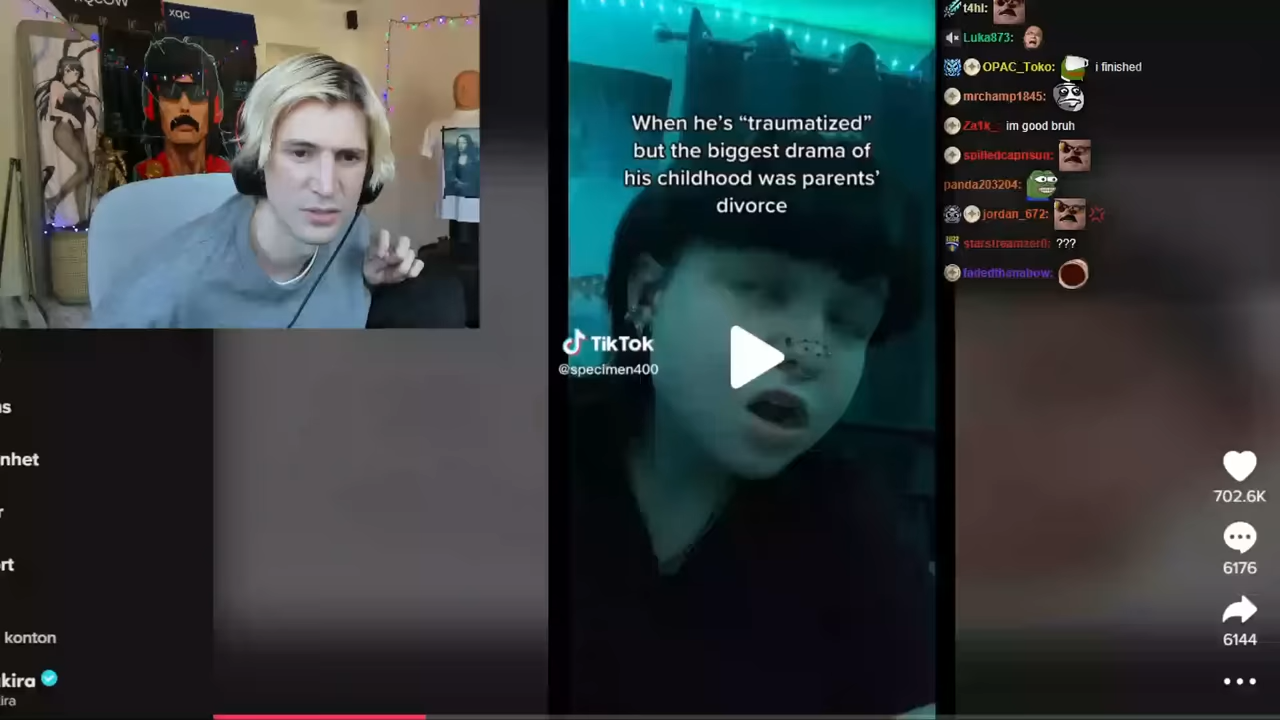 xqc
When he's “traumatized”
but the biggest drama of
his childhood was parents’
divorce
TikTok
@specimen400
t4hl:
Luka873:
OPAC_Toko: i finished
mrchamp1845:
Za1k_: im good bruh
spilledcaprisun:
panda203204:
jordan_672:
starstreamzer0: ???
fadedthanabow:
nhet
rt
konton
kira
ira
702.6K
6176
6144